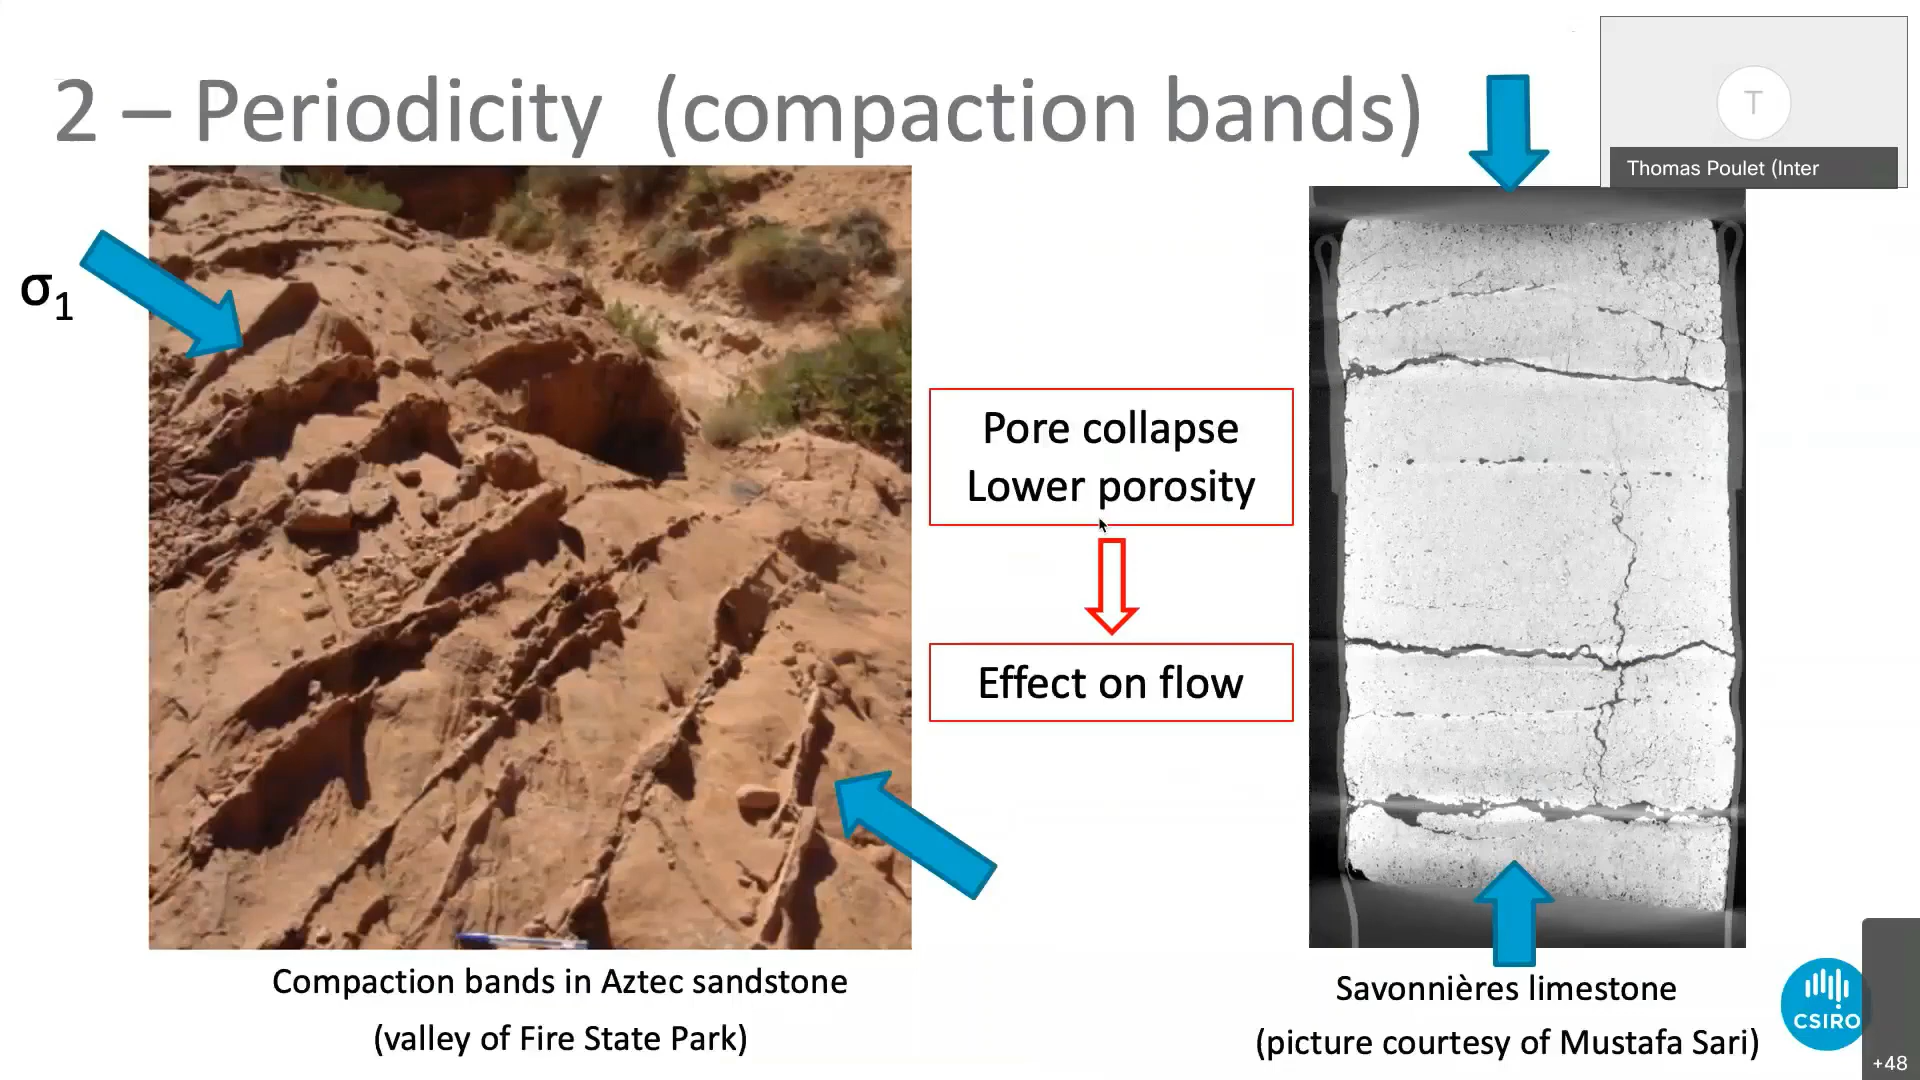 2 – Periodicity (compaction bands)
T
Thomas Poulet (Inter
σ1
Pore collapse
Lower porosity
Effect on flow
Compaction bands in Aztec sandstone
(valley of Fire State Park)
Savonnières limestone
(picture courtesy of Mustafa Sari)
CSIRO
+48